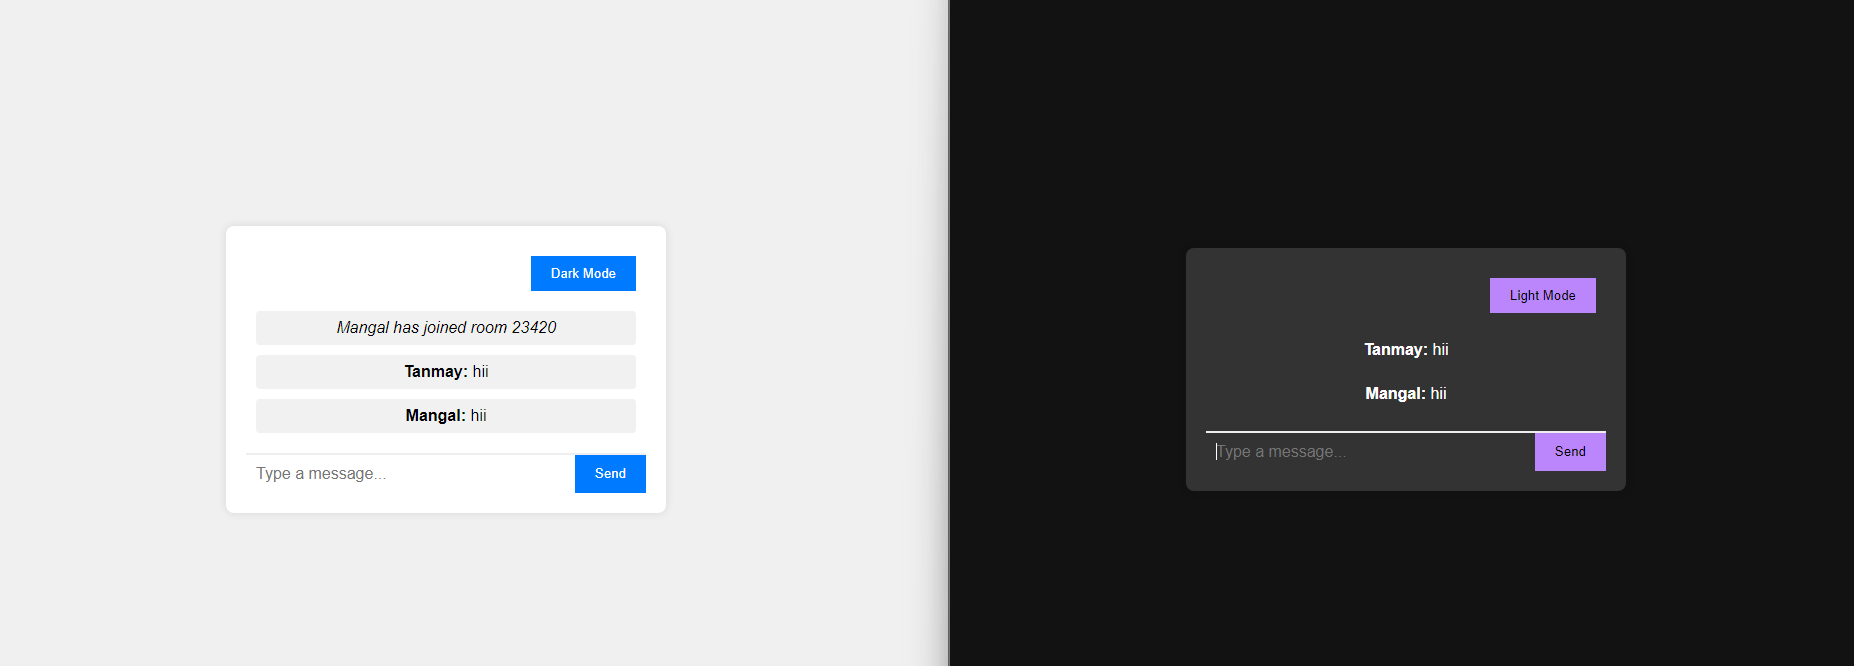 Dark Mode
Mangal has joined room 23420
Tanmay: hii
Mangal: hii
Type a message...
Send
Light Mode
Tanmay: hii
Mangal: hii
Type a message...
Send